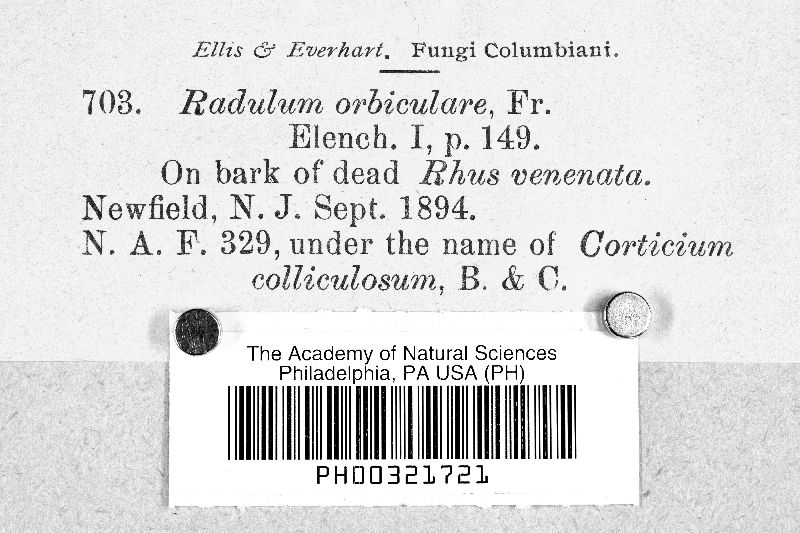 Ellis & Everhart. Fungi Columbiani.
703. Radulum orbiculare, Fr.
Elench. I, p. 149.
On bark of dead Rhus venenata.
Newfield, N. J. Sept. 1894.
N. A. F. 329, under the name of Corticium
colliculosum, B. & C.
The Academy of Natural Sciences
Philadelphia, PA USA (PH)
PH00321721